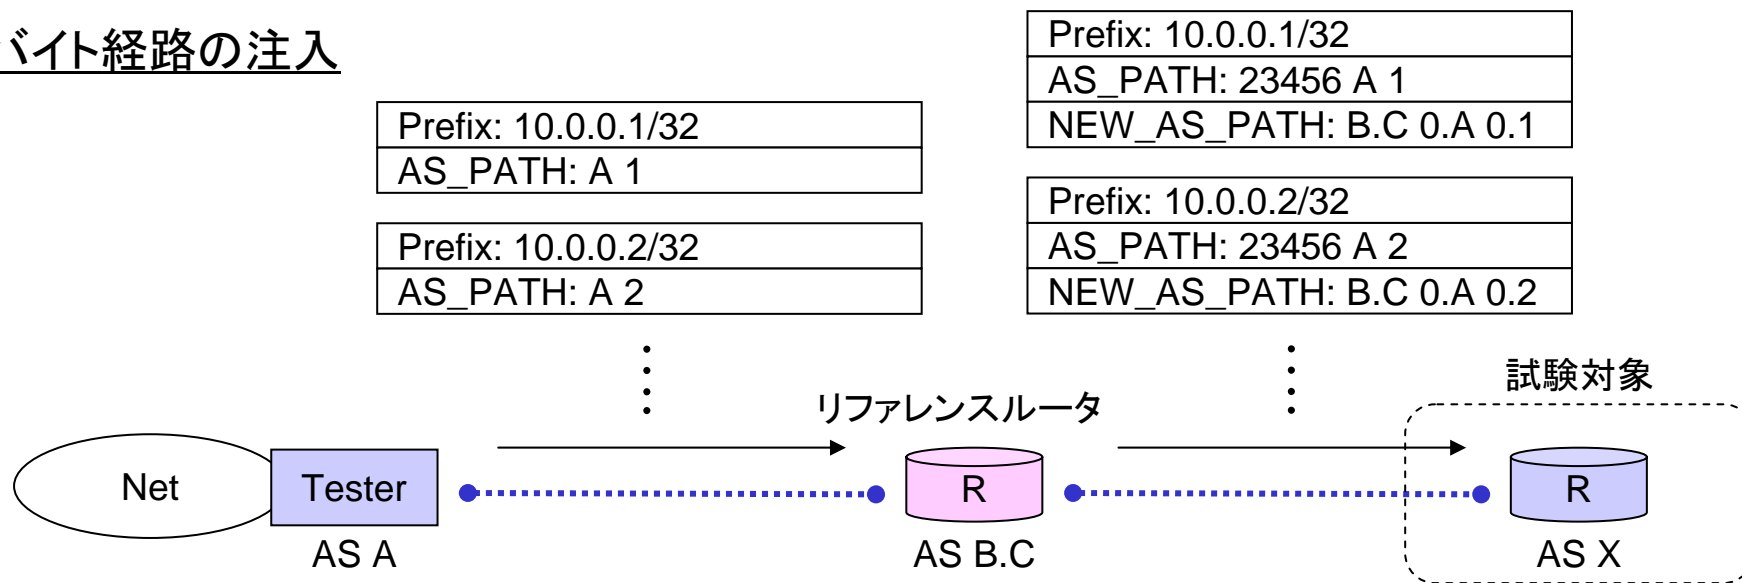 バイト経路の注入
Prefix: 10.0.0.1/32
AS_PATH: A 1
Prefix: 10.0.0.2/32
AS_PATH: A 2
Prefix: 10.0.0.1/32
AS_PATH: 23456 A 1
NEW_AS_PATH: B.C 0.A 0.1
Prefix: 10.0.0.2/32
AS_PATH: 23456 A 2
NEW_AS_PATH: B.C 0.A 0.2
リファレンスルータ
試験対象
Net
Tester
R
R
AS A
AS B.C
AS X